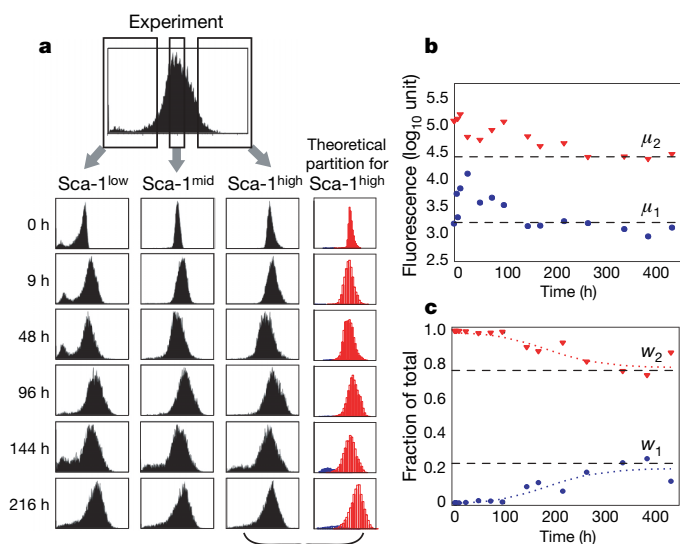 a
Experiment
Sca-1low
Sca-1mid
Sca-1high
Theoretical
partition for
Sca-1high
0 h
9 h
48 h
96 h
144 h
216 h
b
Fluorescence (log10 unit)
5.5
5.0
4.5
4.0
3.5
3.0
2.5
μ2
μ1
0
100
200
300
400
Time (h)
c
Fraction of total
1.0
0.8
0.6
0.4
0.2
0
w2
w1
0
100
200
300
400
Time (h)